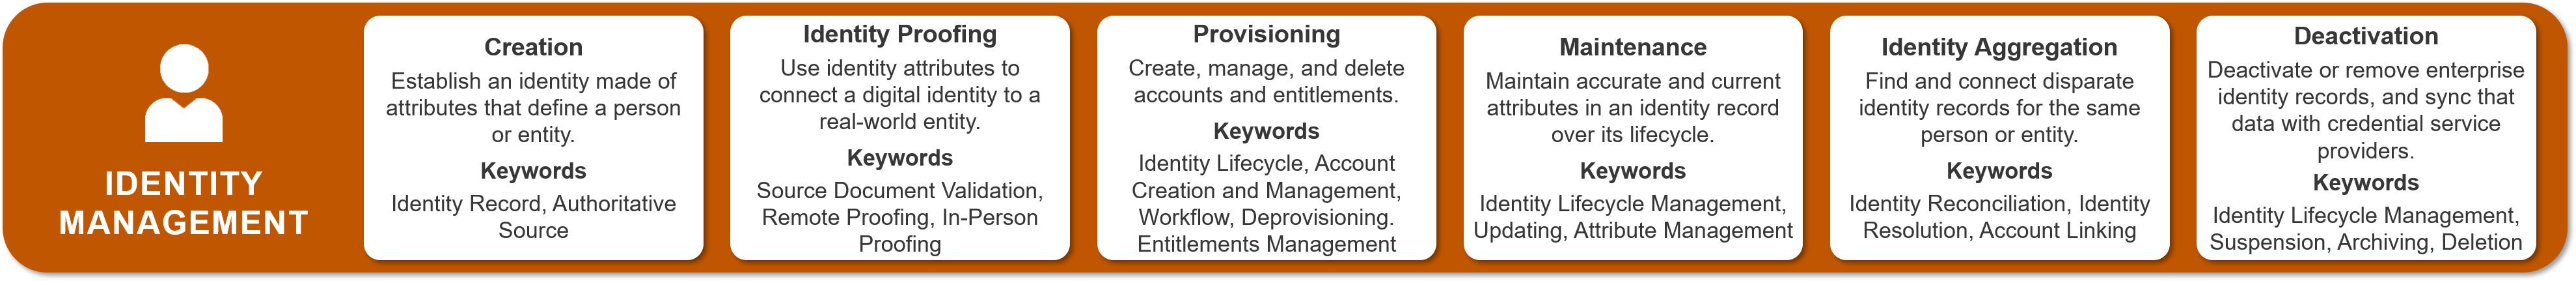 IDENTITY
MANAGEMENT
Creation
Establish an identity made of
attributes that define a person
or entity.
Keywords
Identity Record, Authoritative
Source
Identity Proofing
Use identity attributes to
connect a digital identity to a
real-world entity.
Keywords
Source Document Validation,
Remote Proofing, In-Person
Proofing
Provisioning
Create, manage, and delete
accounts and entitlements.
Keywords
Identity Lifecycle, Account
Creation and Management,
Workflow, Deprovisioning.
Entitlements Management
Maintenance
Maintain accurate and current
attributes in an identity record
over its lifecycle.
Keywords
Identity Lifecycle Management,
Updating, Attribute Management
Identity Aggregation
Find and connect disparate
identity records for the same
person or entity.
Keywords
Identity Reconciliation, Identity
Resolution, Account Linking
Deactivation
Deactivate or remove enterprise
identity records, and sync that
data with credential service
providers.
Keywords
Identity Lifecycle Management,
Suspension, Archiving, Deletion